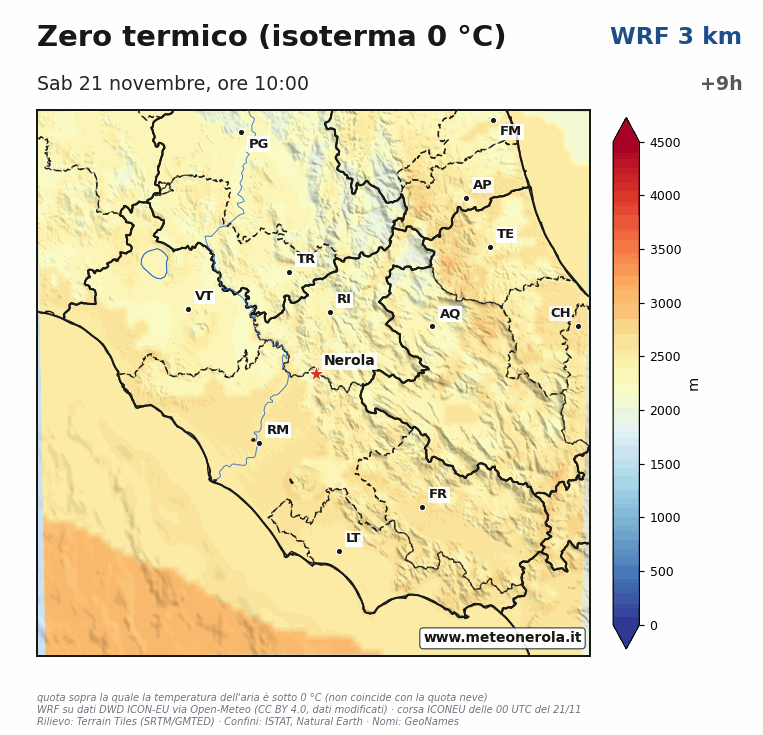 Zero termico (isoterma 0 °C)
WRF 3 km
Sab 21 novembre, ore 10:00
+9h
FM
PG
AP
TE
TR
VT
RI
AQ
CH
Nerola
RM
FR
LT
4500
4000
3500
3000
2500
2000
1500
1000
500
0
m
www.meteonerola.it
quota sopra la quale la temperatura dell'aria è sotto 0 °C (non coincide con la quota neve)
WRF su dati DWD ICON-EU via Open-Meteo (CC BY 4.0, dati modificati) · corsa ICONEU delle 00 UTC del 21/11
Rilievo: Terrain Tiles (SRTM/GMTED) · Confini: ISTAT, Natural Earth · Nomi: GeoNames